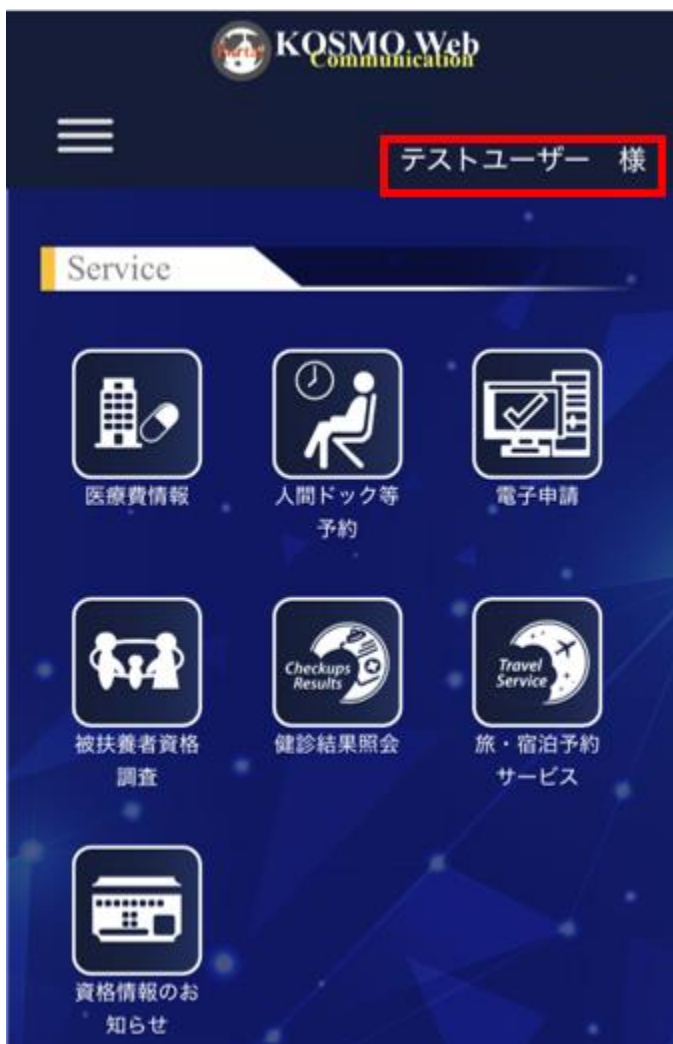 Portal
KOSMO Web
Communication
テストユーザー　様
Service
医療費情報
人間ドック等
予約
電子申請
被扶養者資格
調査
Checkups
Results
健診結果照会
Travel
Service
旅・宿泊予約
サービス
資格情報のお
知らせ